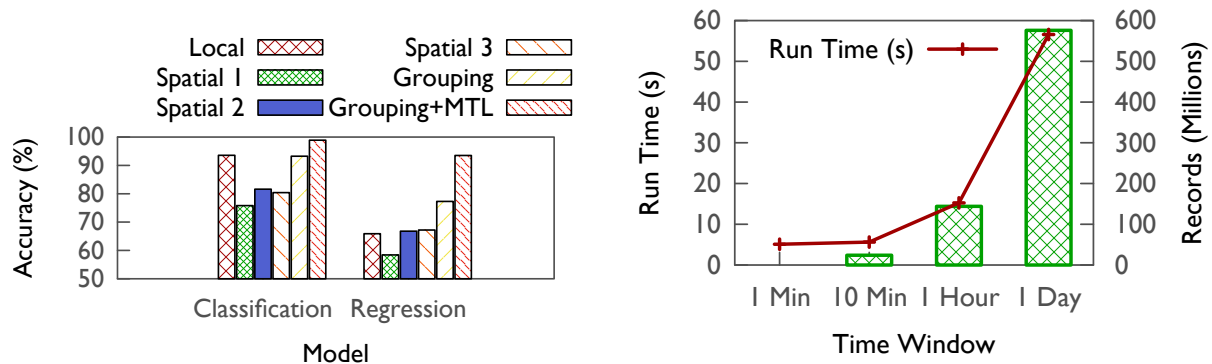 Local
Spatial 1
Spatial 2
Spatial 3
Grouping
Grouping+MTL
Accuracy (%)
100
90
80
70
60
50
Classification
Regression
Model
Run Time (s)
Run Time (s)
60
50
40
30
20
10
0
1 Min
10 Min
1 Hour
1 Day
Time Window
600
500
400
300
200
100
0
Records (Millions)